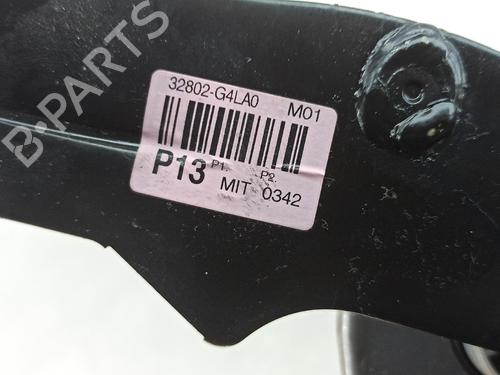 B-PARTS
32802-G4LA0 M01
P13 P1. P2.
MIT 0342